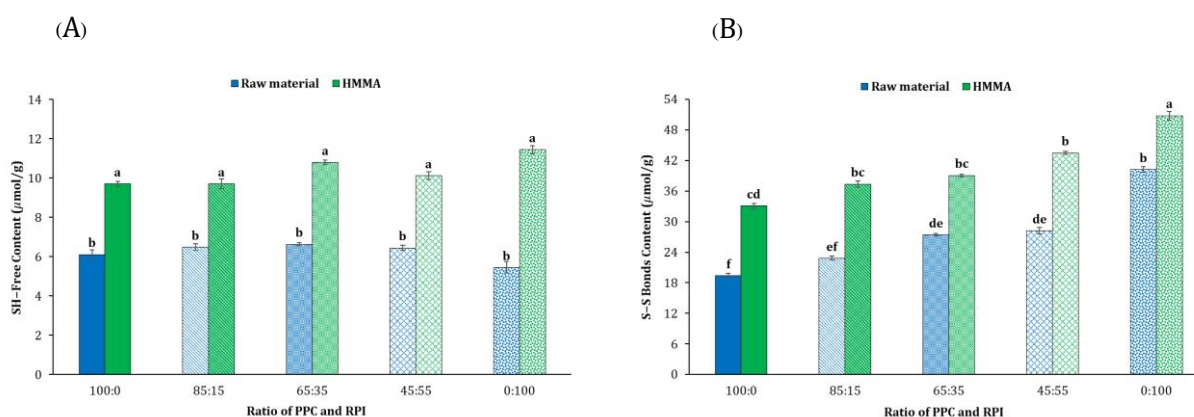 (A)
Raw material HMMA
14
12
10
8
6
4
2
0
SH–Free Content (µmol/g)
b a b a b a b a b a
100:0 85:15 65:35 45:55 0:100
Ratio of PPC and RPI
(B)
Raw material HMMA
54
48
42
36
30
24
18
12
6
0
S–S Bonds Content (µmol/g)
f cd ef bc de bc de b b a
100:0 85:15 65:35 45:55 0:100
Ratio of PPC and RPI